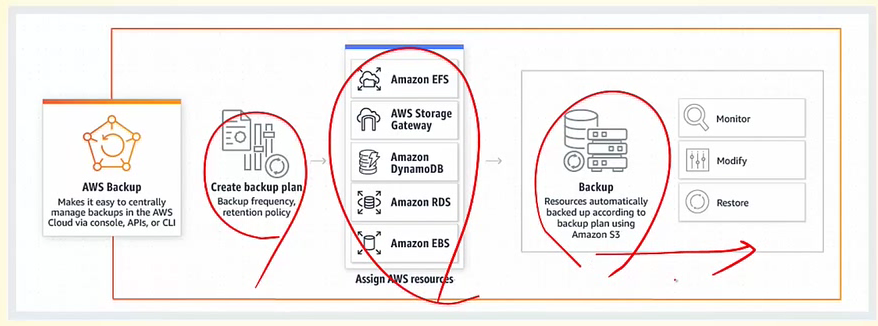 AWS Backup
Makes it easy to centrally
manage backups in the AWS
Cloud via console, APIs, or CLI
Create backup plan
Backup frequency,
retention policy
Amazon EFS
AWS Storage
Gateway
Amazon
DynamoDB
Amazon RDS
Amazon EBS
Assign AWS resources
Backup
Resources automatically
backed up according to
backup plan using
Amazon S3
Monitor
Modify
Restore